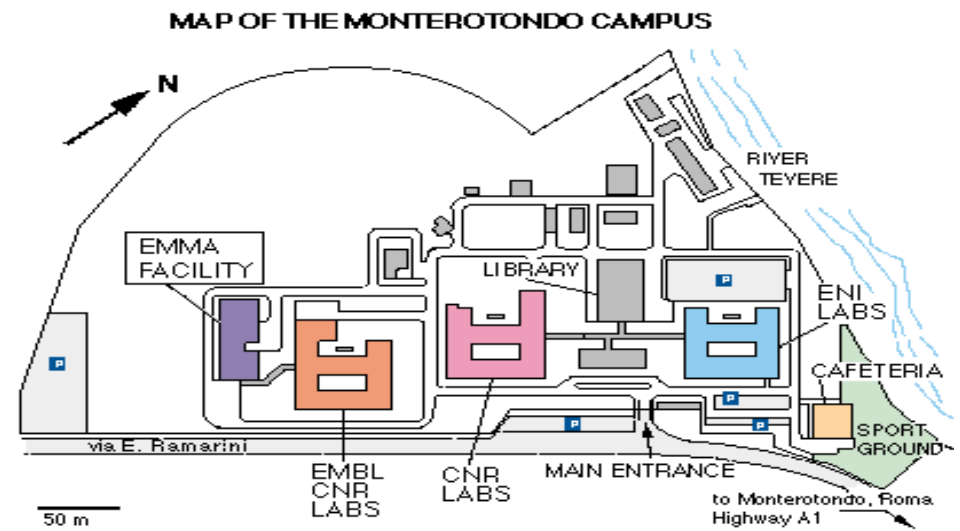 MAP OF THE MONTEROTONDO CAMPUS
N
RIVER
TEVERE
EMMA
FACILITY
LIBRARY
P
ENI
LABS
P
CAFETERIA
P
P
P
SPORT
GROUND
via E. Ramarini
EMBL
CNR
LABS
CNR
LABS
MAIN ENTRANCE
to Monterotondo, Roma
Highway A1
50 m